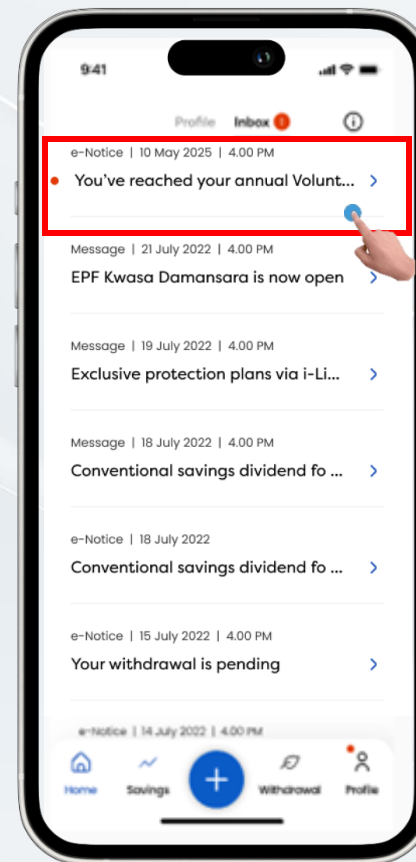 9:41
Profile Inbox 1
e-Notice | 10 May 2025 | 4.00 PM
You’ve reached your annual Volunt...
Message | 21 July 2022 | 4.00 PM
EPF Kwasa Damansara is now open
Message | 19 July 2022 | 4.00 PM
Exclusive protection plans via i-Li...
Message | 18 July 2022 | 4.00 PM
Conventional savings dividend fo ...
e-Notice | 18 July 2022
Conventional savings dividend fo ...
e-Notice | 15 July 2022 | 4.00 PM
Your withdrawal is pending
e-Notice | 14 July 2022 | 4.00 PM
Home Savings Withdrawal Profile